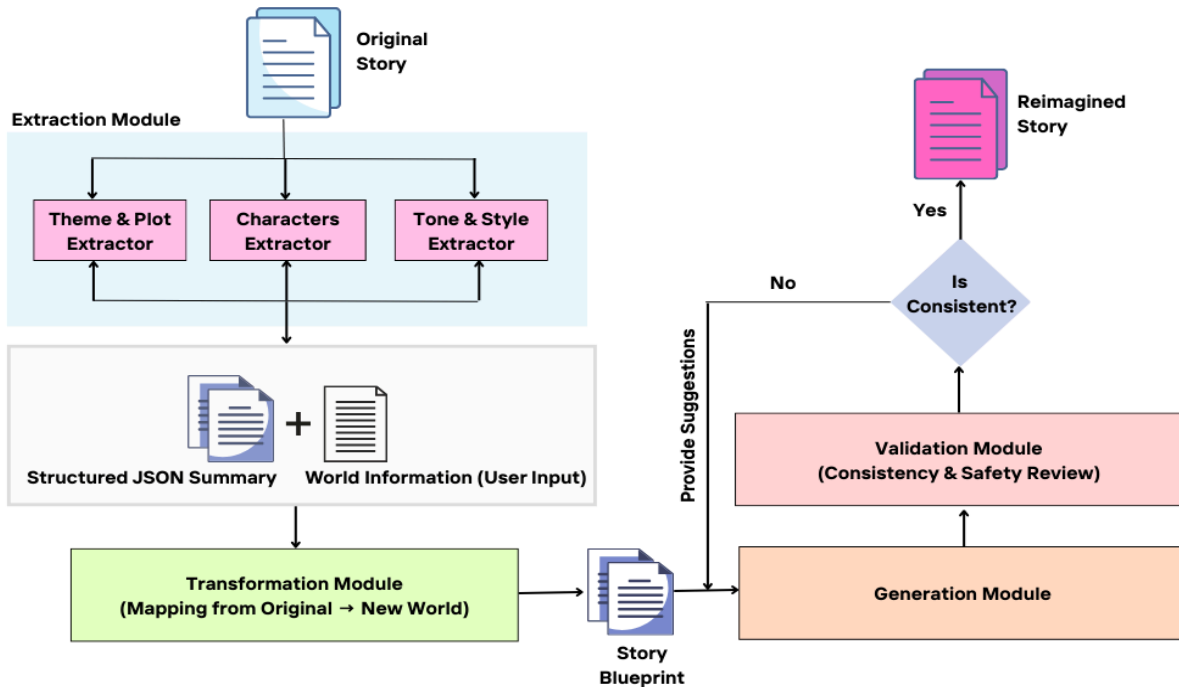 Original
Story
Extraction Module
Theme & Plot
Extractor
Characters
Extractor
Tone & Style
Extractor
Structured JSON Summary
+
World Information (User Input)
Transformation Module
(Mapping from Original → New World)
Story
Blueprint
Provide Suggestions
Generation Module
Validation Module
(Consistency & Safety Review)
Is
Consistent?
No
Yes
Reimagined
Story